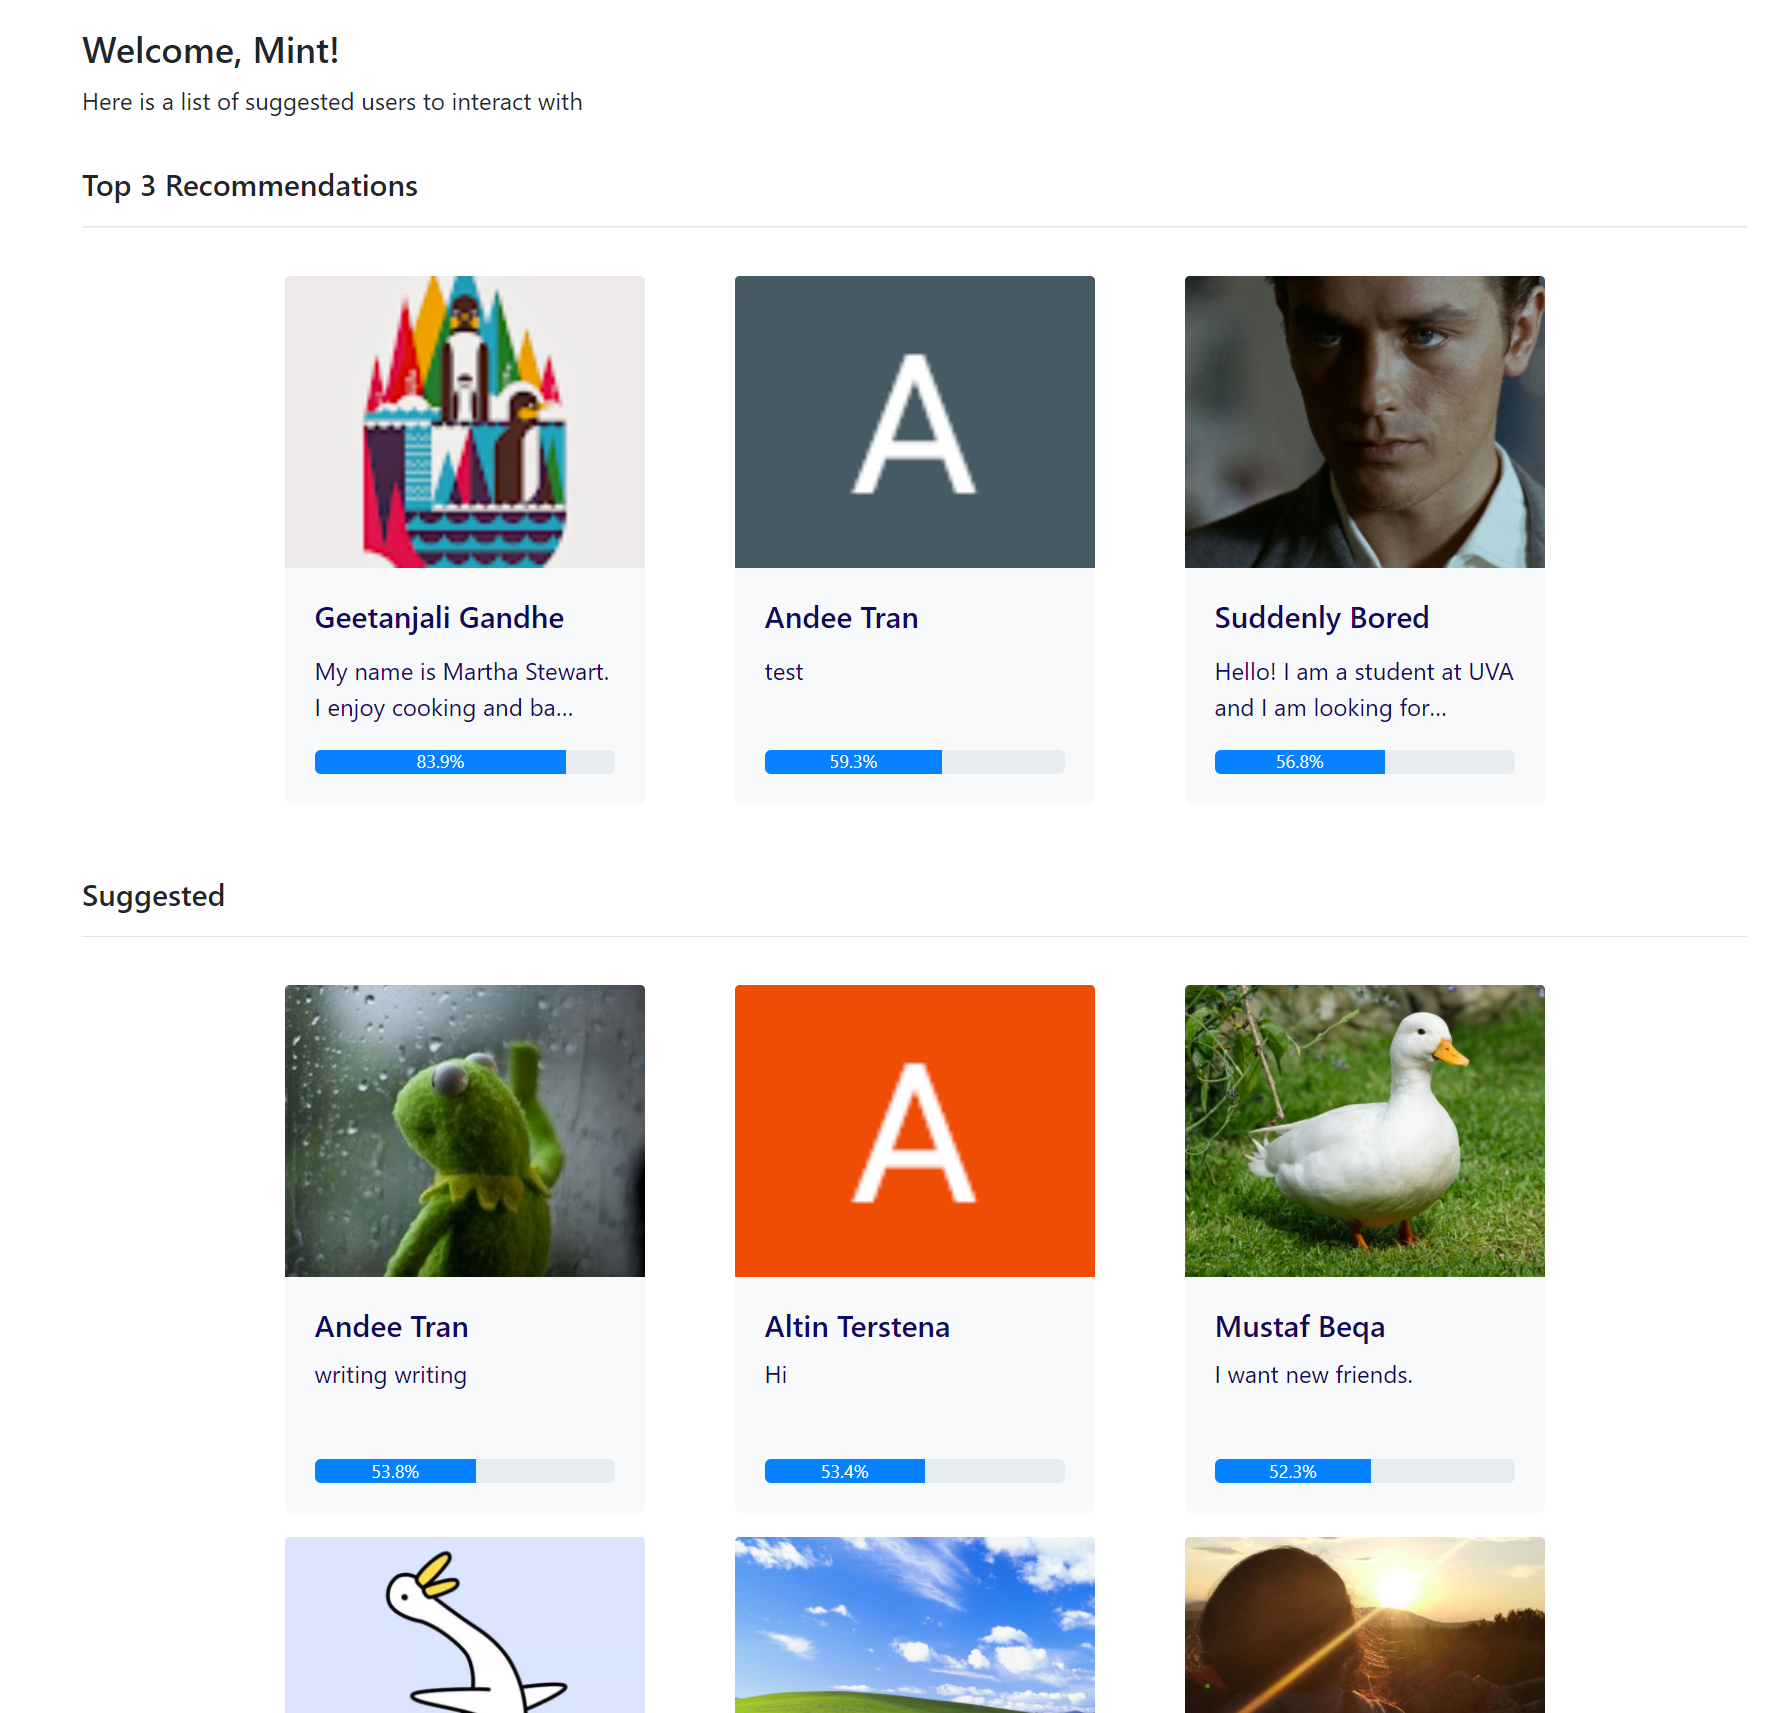 Welcome, Mint!
Here is a list of suggested users to interact with
Top 3 Recommendations
A
Geetanjali Gandhe
My name is Martha Stewart.
I enjoy cooking and ba...
83.9%
Andee Tran
test
59.3%
Suddenly Bored
Hello! I am a student at UVA
and I am looking for...
56.8%
Suggested
A
Andee Tran
writing writing
53.8%
Altin Terstena
Hi
53.4%
Mustaf Beqa
I want new friends.
52.3%